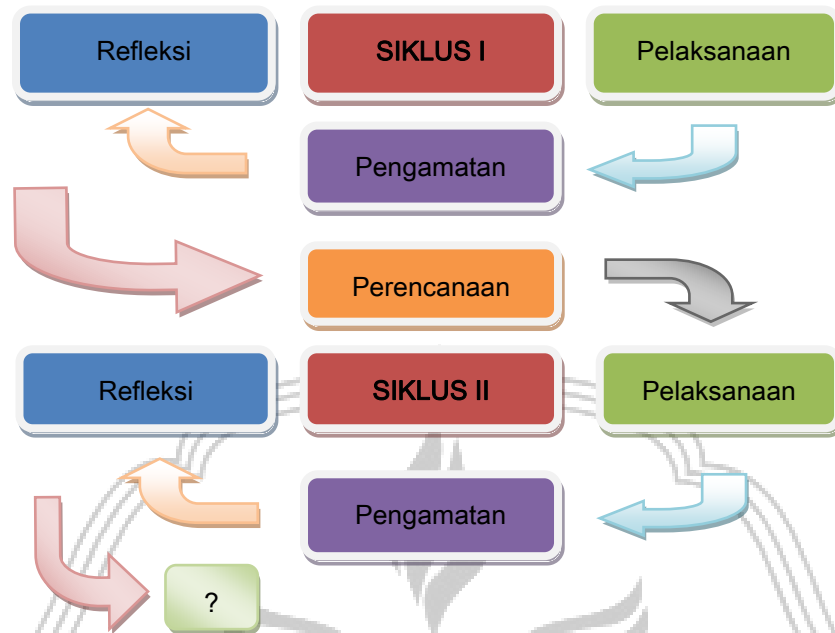 Refleksi
SIKLUS I
Pelaksanaan
Pengamatan
Perencanaan
Refleksi
SIKLUS II
Pelaksanaan
Pengamatan
?